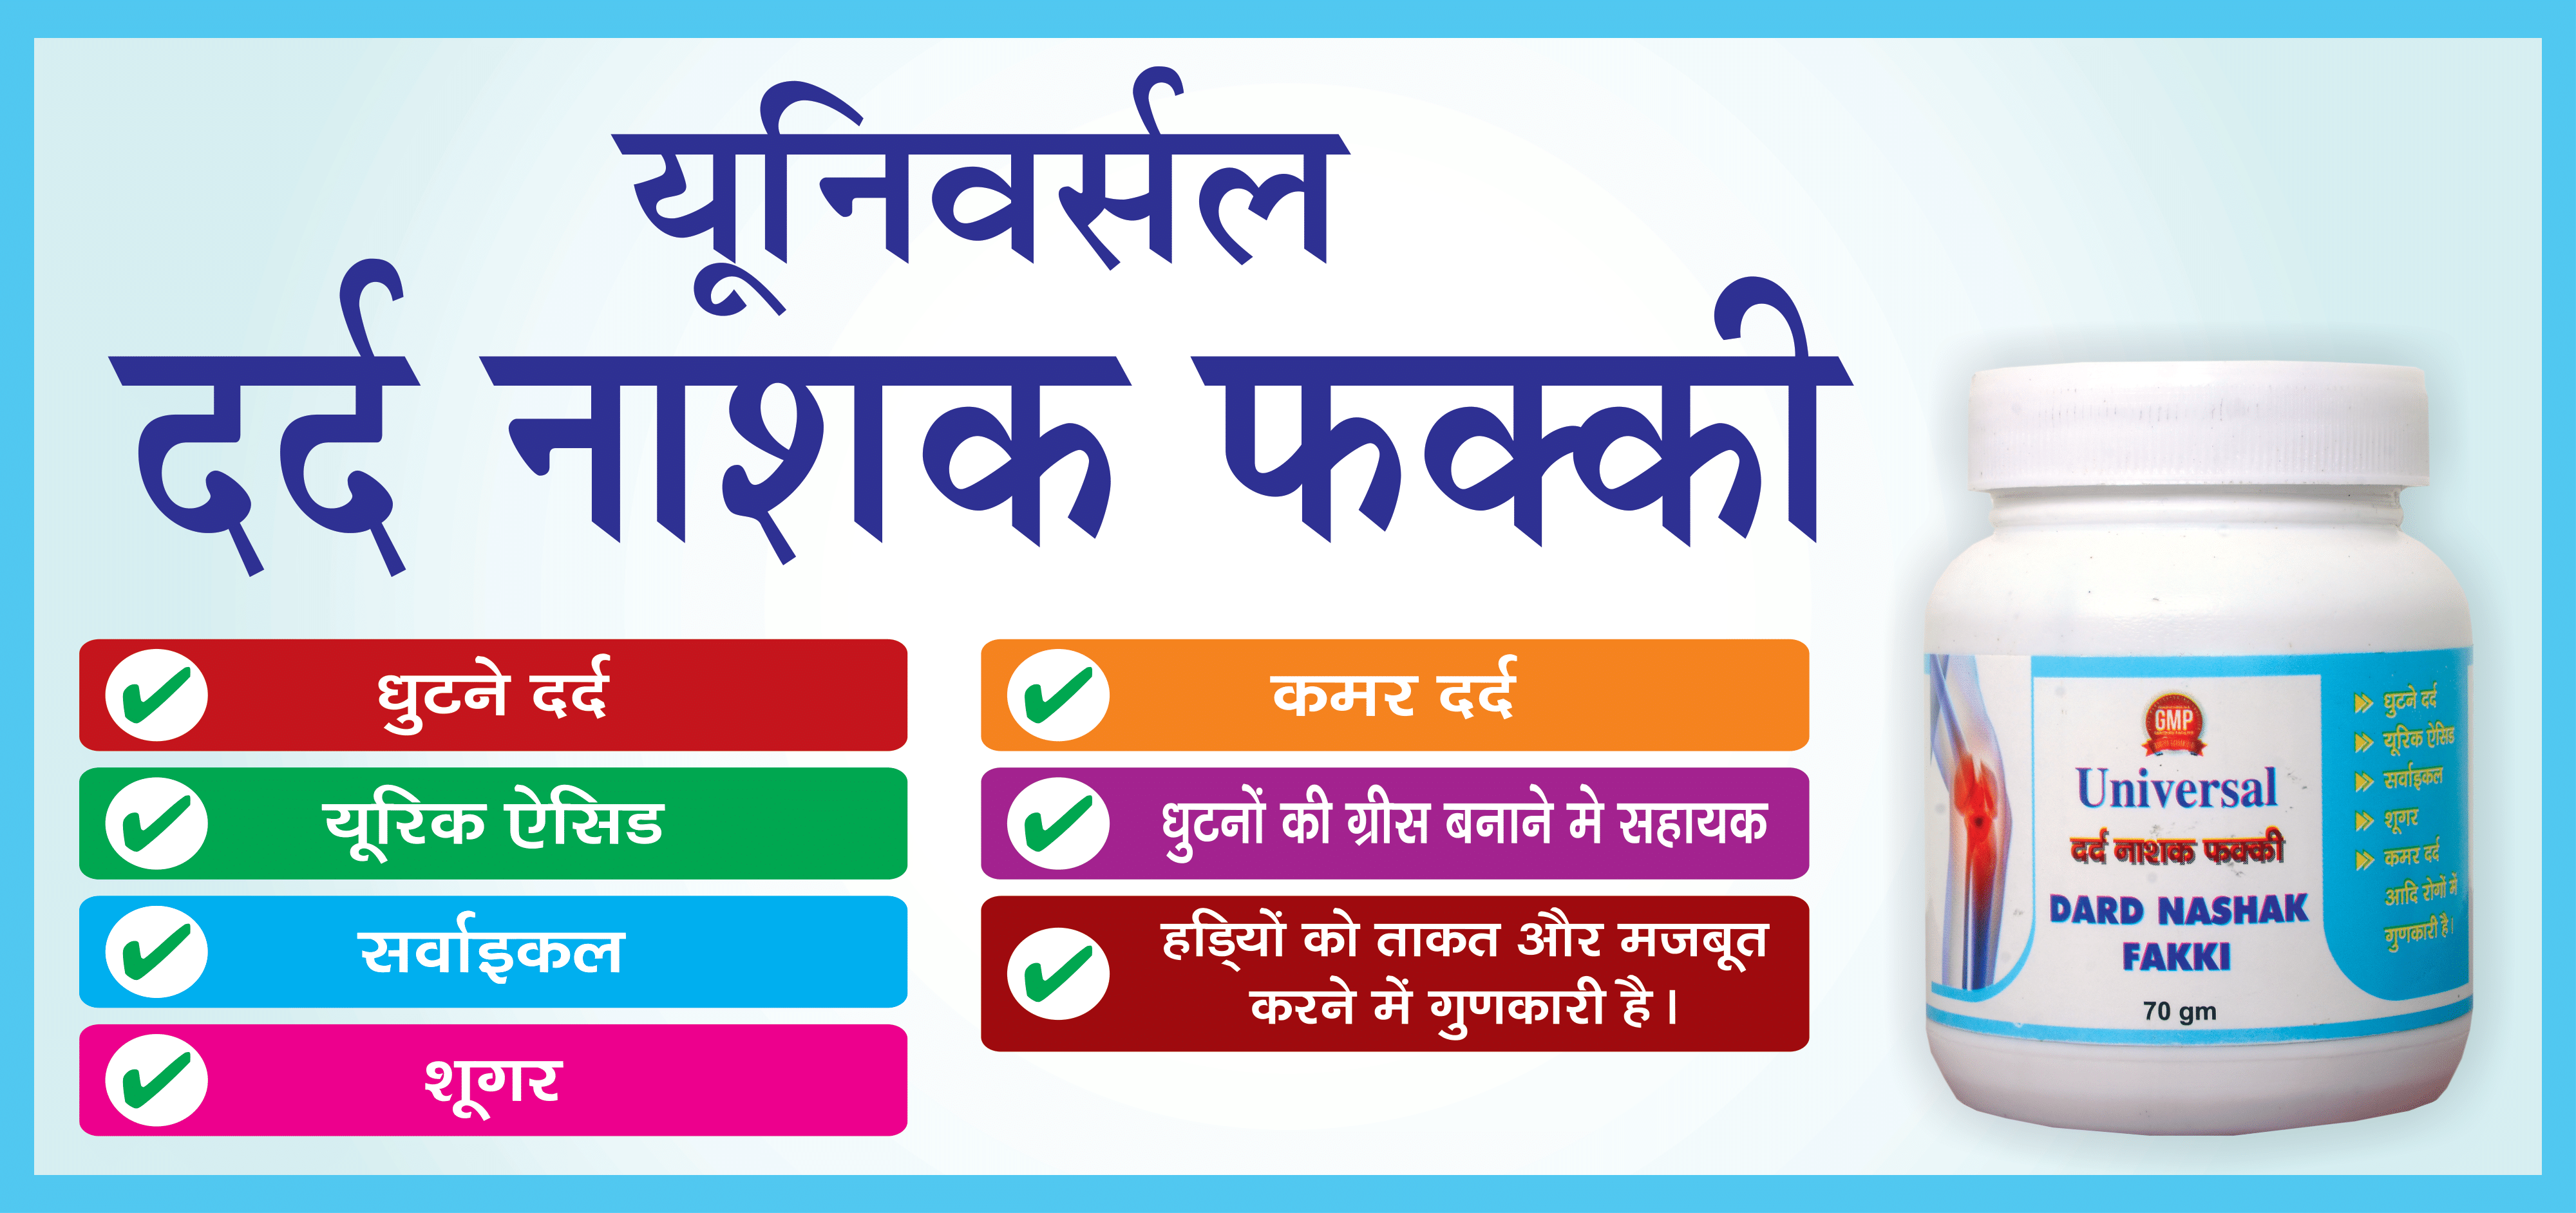 यूनिवर्सल
दर्द नाशक फक्की
धुटने दर्द
यूरिक ऐसिड
सर्वाइकल
शूगर
कमर दर्द
धुटनों की ग्रीस बनाने मे सहायक
हडि्यों को ताकत और मजबूत
करने में गुणकारी है।
GMP
Universal
दर्द नाशक फक्की
DARD NASHAK
FAKKI
70 gm
धुटने दर्द
यूरिक ऐसिड
सर्वाइकल
शूगर
कमर दर्द
आदि रोगों में
गुणकारी है।